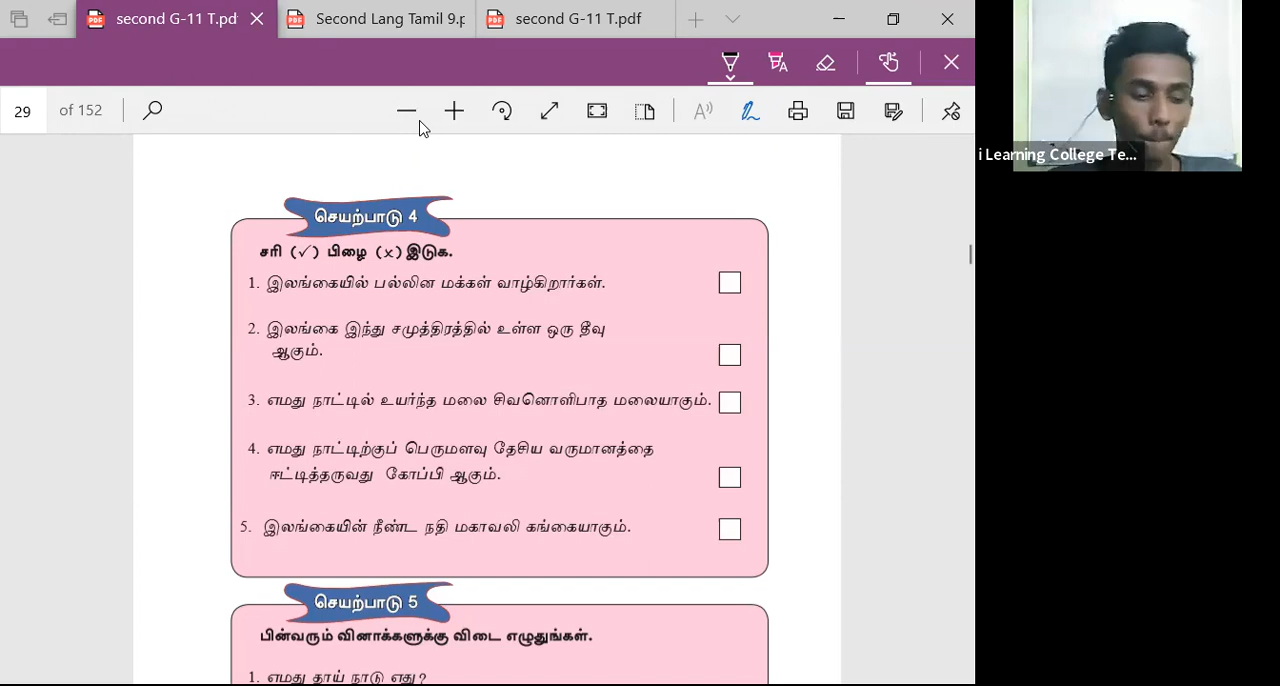 second G-11 T.pd
Second Lang Tamil 9.p
second G-11 T.pdf
29 of 152
i Learning College Te...
செயற்பாடு 4
சரி (✓) பிழை (x) இடுக.
1. இலங்கையில் பல்லின மக்கள் வாழ்கிறார்கள்.
2. இலங்கை இந்து சமுத்திரத்தில் உள்ள ஒரு தீவு
ஆகும்.
3. எமது நாட்டில் உயர்ந்த மலை சிவனொளிபாத மலையாகும்.
4. எமது நாட்டிற்குப் பெருமளவு தேசிய வருமானத்தை
ஈட்டித்தருவது கோப்பி ஆகும்.
5. இலங்கையின் நீண்ட நதி மகாவலி கங்கையாகும்.
செயற்பாடு 5
பின்வரும் வினாக்களுக்கு விடை எழுதுங்கள்.
1. எமது தாய் நாடு எது?